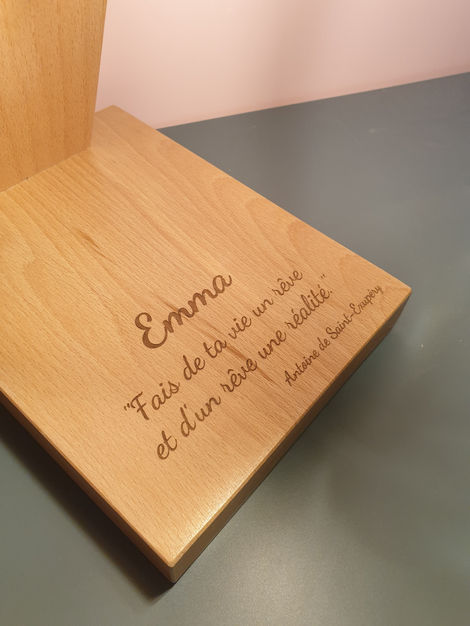 Emma
"Fais de ta vie un rêve
et d'un rêve une réalité."
Antoine de Saint-Exupéry